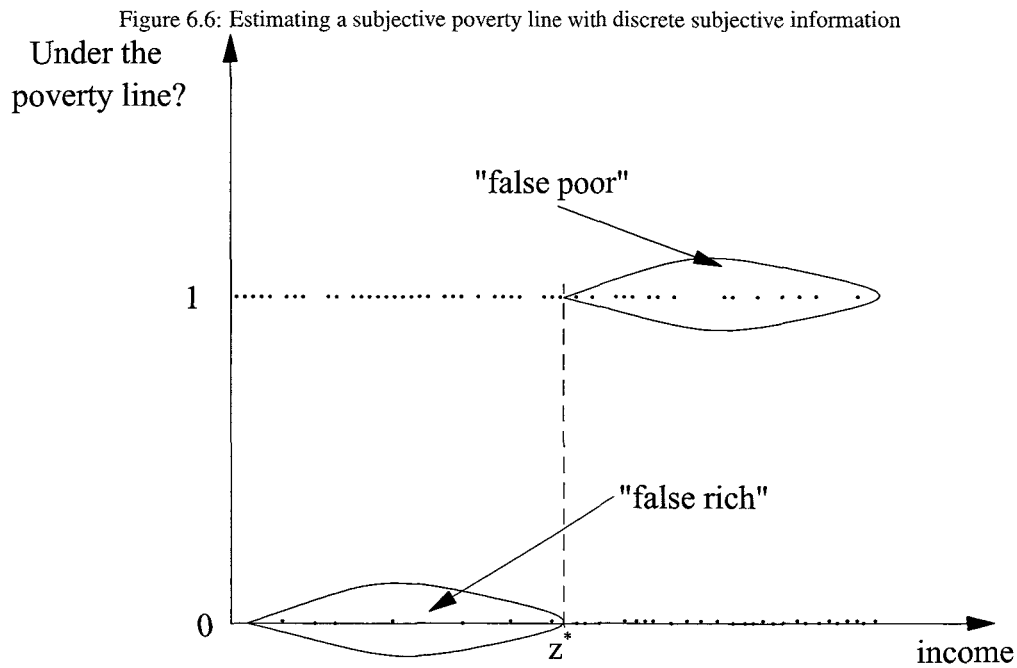 Figure 6.6: Estimating a subjective poverty line with discrete subjective information
Under the
poverty line?
"false poor"
1
"false rich"
0
z*
income